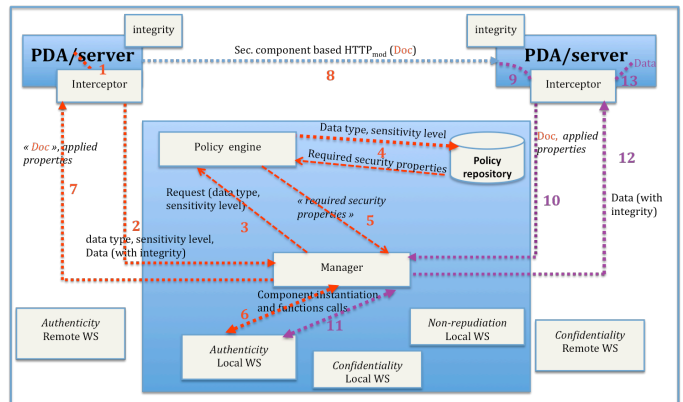 integrity
integrity
PDA/server
Sec. component based HTTPmod (Doc)
PDA/server
1
8
9
13
Data
Interceptor
Interceptor
« Doc », applied
properties
7
2
Policy engine
Data type, sensitivity level
4
Required security properties
Policy
repository
Doc, applied
properties
12
10
Request (data type,
sensitivity level)
3
« required security
properties »
5
Data (with
integrity)
data type, sensitivity level,
Data (with integrity)
Manager
Component instantiation
and functions calls
6
11
Authenticity
Remote WS
Non-repudiation
Local WS
Confidentiality
Remote WS
Authenticity
Local WS
Confidentiality
Local WS